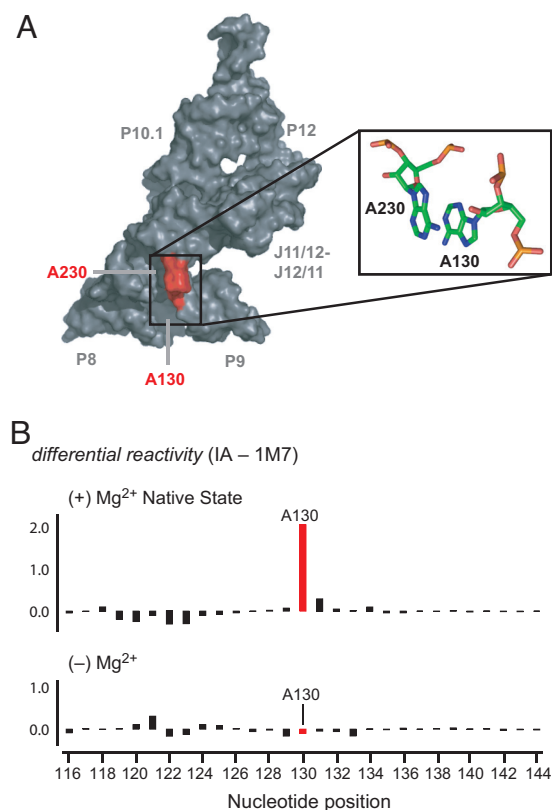 A
P10.1
P12
A230
A130
A230
J11/12-
J12/11
P8
P9
A130
B
differential reactivity (IA – 1M7)
(+) Mg²⁺ Native State
A130
2.0
1.0
0.0
(–) Mg²⁺
A130
1.0
0.0
116 118 120 122 124 126 128 130 132 134 136 138 140 142 144
Nucleotide position